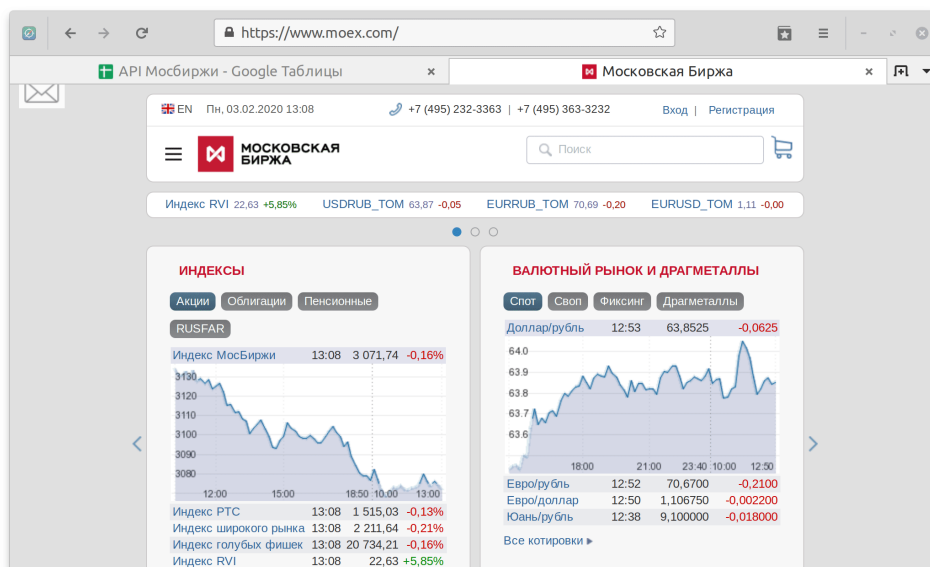 https://www.moex.com/
API Мосбиржи - Google Таблицы
Московская Биржа
EN Пн, 03.02.2020 13:08 +7 (495) 232-3363 | +7 (495) 363-3232 Вход | Регистрация
МОСКОВСКАЯ
БИРЖА
Поиск
Индекс RVI 22,63 +5,85% USDRUB_TOM 63,87 -0,05 EURRUB_TOM 70,69 -0,20 EURUSD_TOM 1,11 -0,00
ИНДЕКСЫ
Акции Облигации Пенсионные
RUSFAR
Индекс МосБиржи 13:08 3 071,74 -0,16%
3130
3120
3110
3100
3090
3080
12:00 15:00 18:50 10:00 13:00
Индекс РТС 13:08 1 515,03 -0,13%
Индекс широкого рынка 13:08 2 211,64 -0,21%
Индекс голубых фишек 13:08 20 734,21 -0,16%
Индекс RVI 13:08 22,63 +5,85%
ВАЛЮТНЫЙ РЫНОК И ДРАГМЕТАЛЛЫ
Спот Своп Фиксинг Драгметаллы
Доллар/рубль 12:53 63,8525 -0,0625
64.0
63.9
63.8
63.7
63.6
18:00 21:00 23:40 10:00 12:50
Евро/рубль 12:52 70,6700 -0,2100
Евро/доллар 12:50 1,106750 -0,002200
Юань/рубль 12:38 9,100000 -0,018000
Все котировки